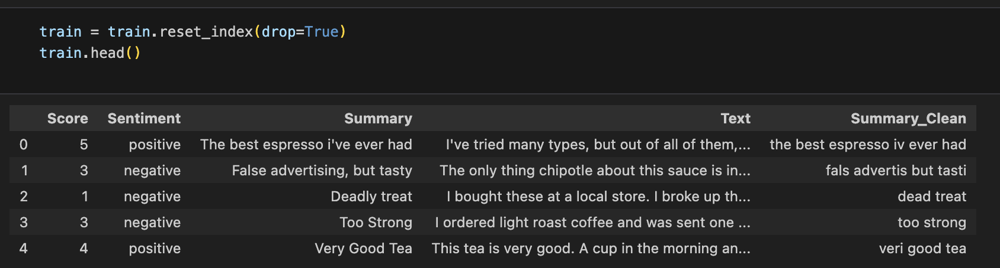 train = train.reset_index(drop=True)
train.head()
Score Sentiment Summary Text Summary_Clean
0 5 positive The best espresso i've ever had I've tried many types, but out of all of them,... the best espresso iv ever had
1 3 negative False advertising, but tasty The only thing chipotle about this sauce is in... fals advertis but tasti
2 1 negative Deadly treat I bought these at a local store. I broke up th... dead treat
3 3 negative Too Strong I ordered light roast coffee and was sent one ... too strong
4 4 positive Very Good Tea This tea is very good. A cup in the morning an... veri good tea